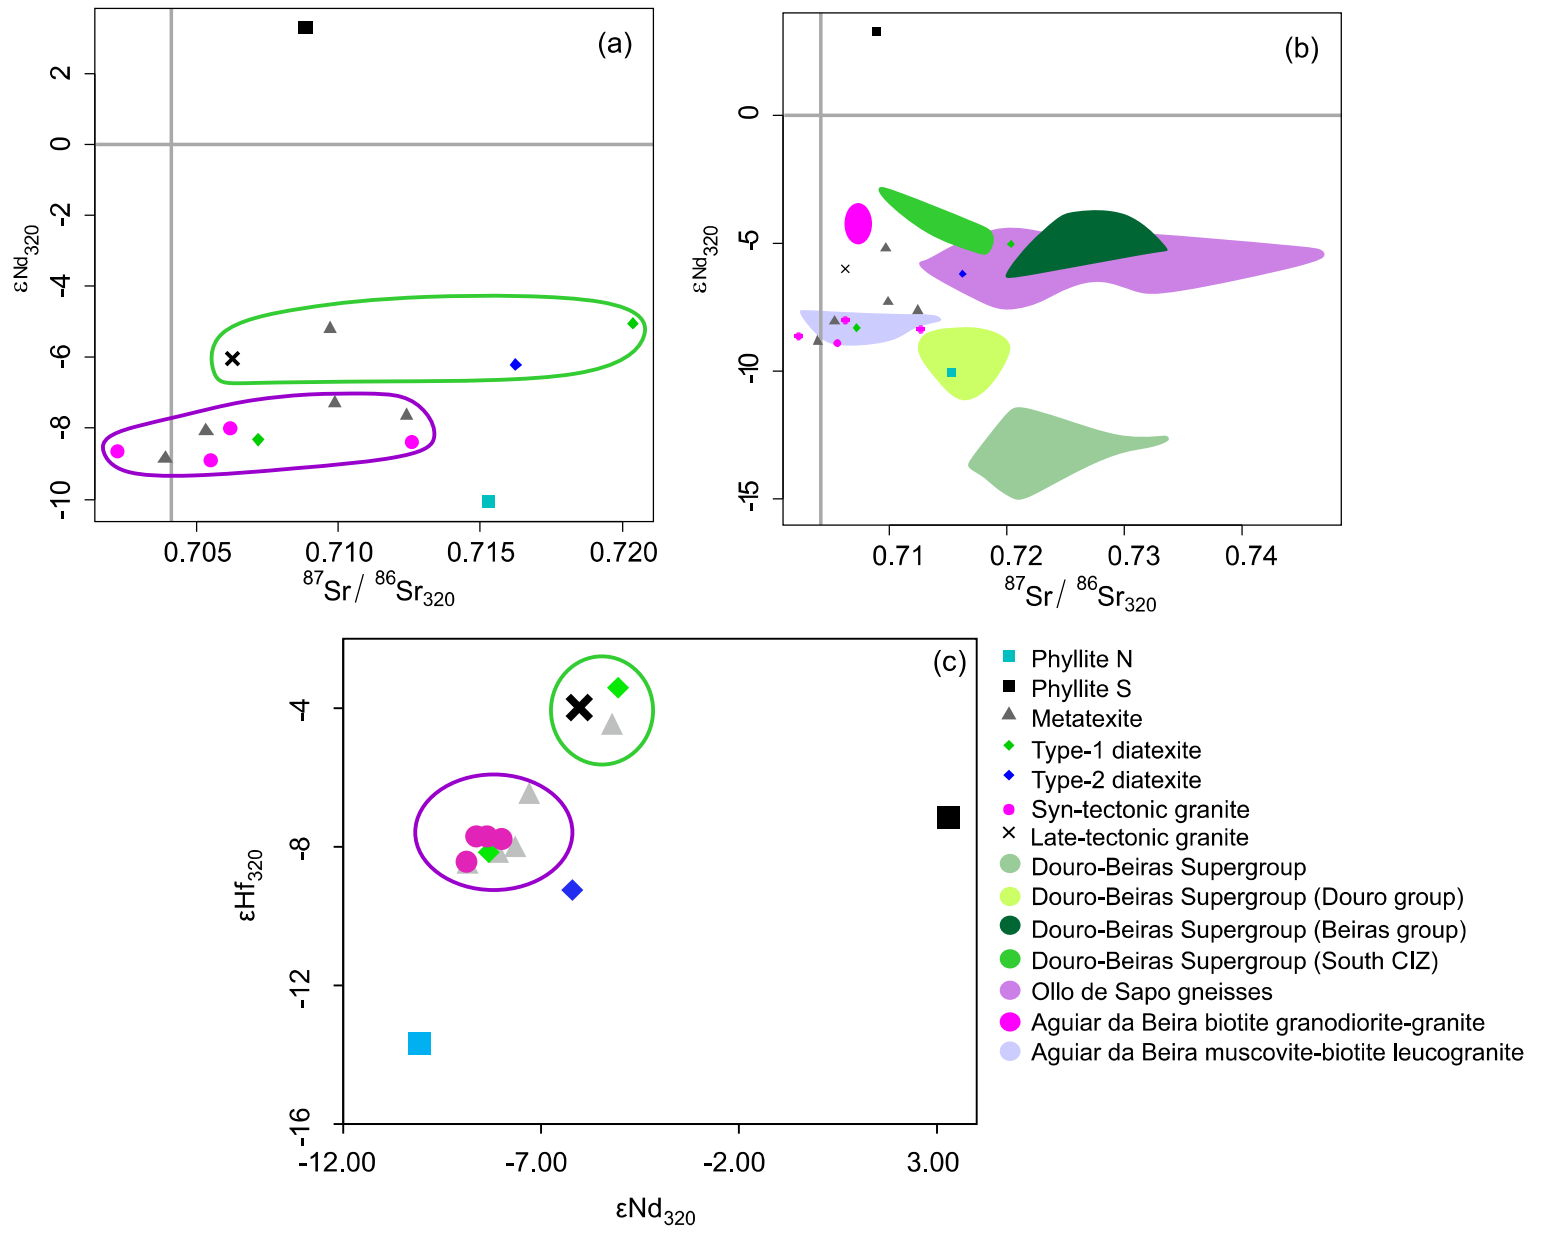 (a)
2
0
-2
-4
-6
-8
-10
εNd320
0.705 0.710 0.715 0.720
87Sr/ 86Sr320
(b)
0
-5
-10
-15
εNd320
0.71 0.72 0.73 0.74
87Sr/ 86Sr320
(c)
-4
-8
-12
-16
εHf320
-12.00 -7.00 -2.00 3.00
εNd320
Phyllite N
Phyllite S
Metatexite
Type-1 diatexite
Type-2 diatexite
Syn-tectonic granite
Late-tectonic granite
Douro-Beiras Supergroup
Douro-Beiras Supergroup (Douro group)
Douro-Beiras Supergroup (Beiras group)
Douro-Beiras Supergroup (South CIZ)
Ollo de Sapo gneisses
Aguiar da Beira biotite granodiorite-granite
Aguiar da Beira muscovite-biotite leucogranite